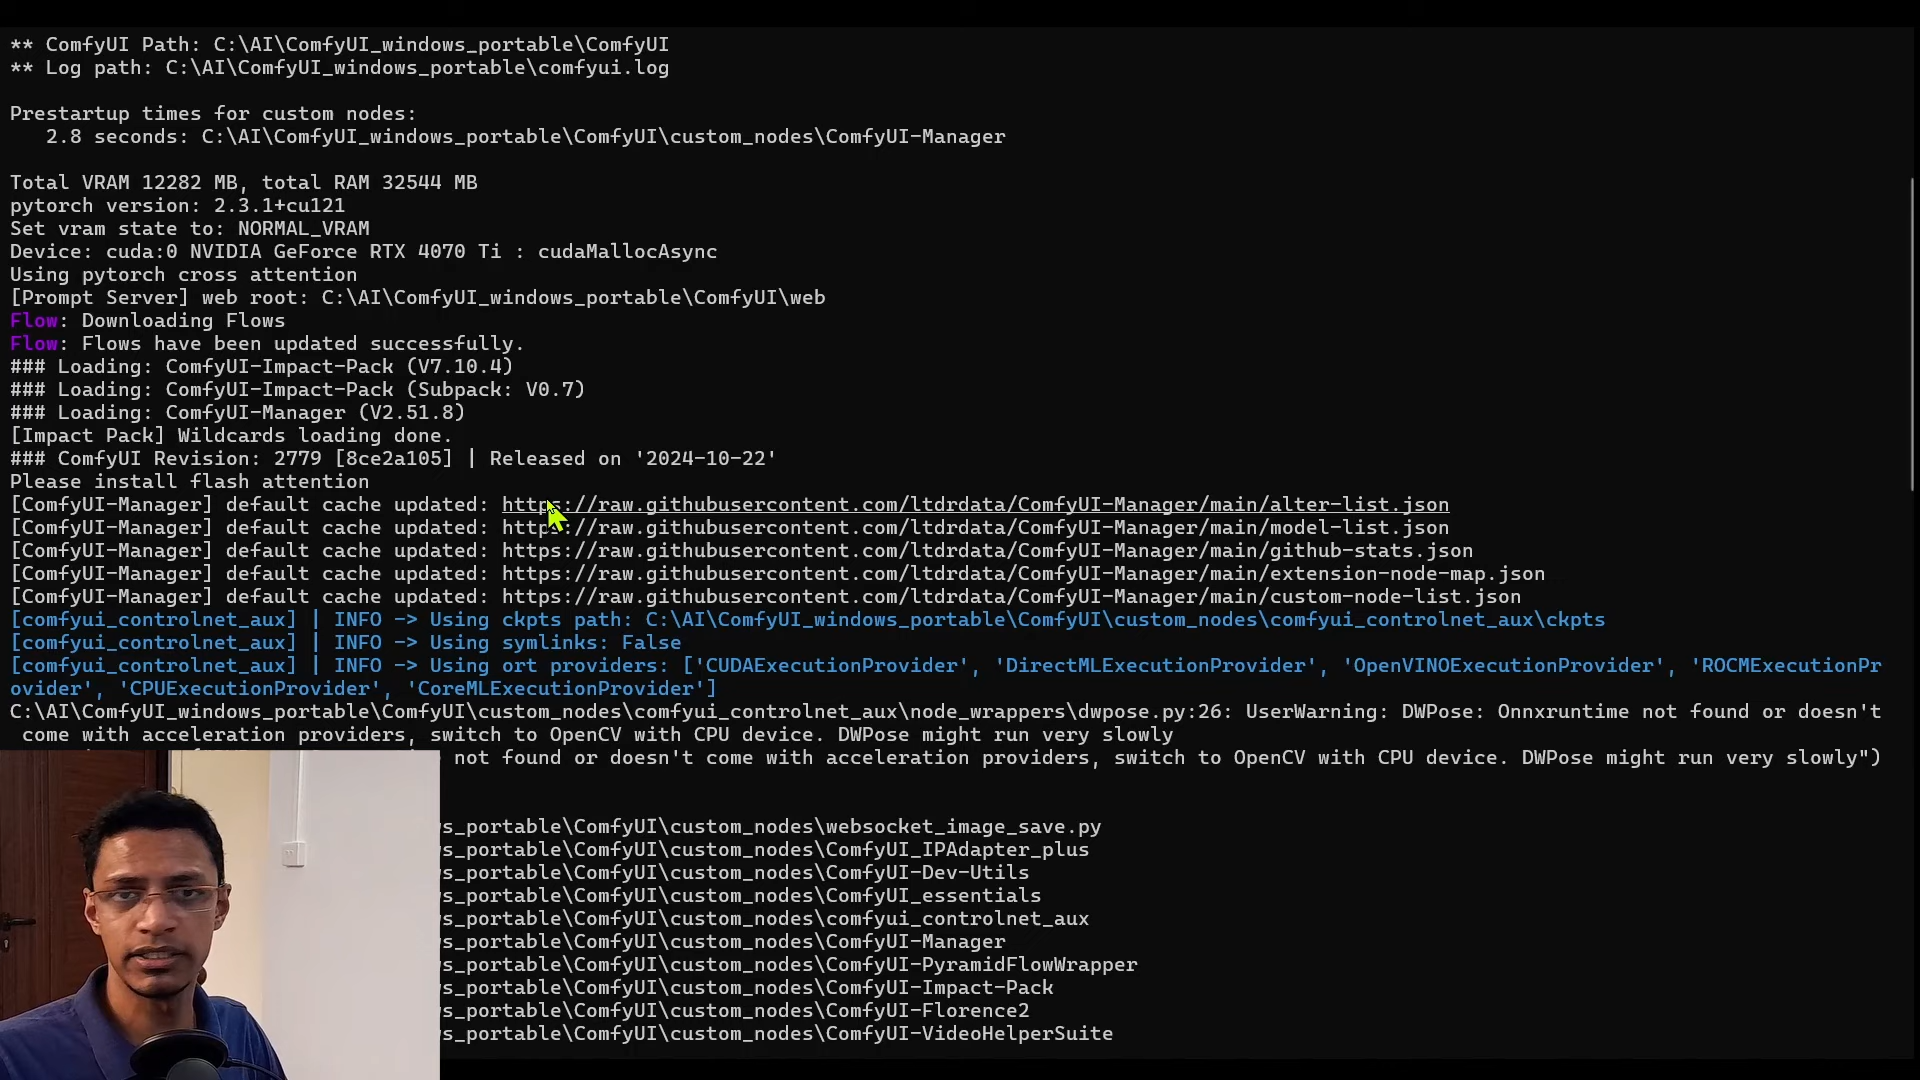 ** ComfyUI Path: C:\AI\ComfyUI_windows_portable\ComfyUI
** Log path: C:\AI\ComfyUI_windows_portable\comfyui.log
Prestartup times for custom nodes:
2.8 seconds: C:\AI\ComfyUI_windows_portable\ComfyUI\custom_nodes\ComfyUI-Manager
Total VRAM 12282 MB, total RAM 32544 MB
pytorch version: 2.3.1+cu121
Set vram state to: NORMAL_VRAM
Device: cuda:0 NVIDIA GeForce RTX 4070 Ti : cudaMallocAsync
Using pytorch cross attention
[Prompt Server] web root: C:\AI\ComfyUI_windows_portable\ComfyUI\web
Flow: Downloading Flows
Flow: Flows have been updated successfully.
### Loading: ComfyUI-Impact-Pack (V7.10.4)
### Loading: ComfyUI-Impact-Pack (Subpack: V0.7)
### Loading: ComfyUI-Manager (V2.51.8)
[Impact Pack] Wildcards loading done.
### ComfyUI Revision: 2779 [8ce2a105] | Released on '2024-10-22'
Please install flash attention
[ComfyUI-Manager] default cache updated: https://raw.githubusercontent.com/ltdrdata/ComfyUI-Manager/main/alter-list.json
[ComfyUI-Manager] default cache updated: https://raw.githubusercontent.com/ltdrdata/ComfyUI-Manager/main/model-list.json
[ComfyUI-Manager] default cache updated: https://raw.githubusercontent.com/ltdrdata/ComfyUI-Manager/main/github-stats.json
[ComfyUI-Manager] default cache updated: https://raw.githubusercontent.com/ltdrdata/ComfyUI-Manager/main/extension-node-map.json
[ComfyUI-Manager] default cache updated: https://raw.githubusercontent.com/ltdrdata/ComfyUI-Manager/main/custom-node-list.json
[comfyui_controlnet_aux] | INFO -> Using ckpts path: C:\AI\ComfyUI_windows_portable\ComfyUI\custom_nodes\comfyui_controlnet_aux\ckpts
[comfyui_controlnet_aux] | INFO -> Using symlinks: False
[comfyui_controlnet_aux] | INFO -> Using ort providers: ['CUDAExecutionProvider', 'DirectMLExecutionProvider', 'OpenVINOExecutionProvider', 'ROCMExecutionPr
ovider', 'CPUExecutionProvider', 'CoreMLExecutionProvider']
C:\AI\ComfyUI_windows_portable\ComfyUI\custom_nodes\comfyui_controlnet_aux\node_wrappers\dwpose.py:26: UserWarning: DWPose: Onnxruntime not found or doesn't
come with acceleration providers, switch to OpenCV with CPU device. DWPose might run very slowly
not found or doesn't come with acceleration providers, switch to OpenCV with CPU device. DWPose might run very slowly")
s_portable\ComfyUI\custom_nodes\websocket_image_save.py
s_portable\ComfyUI\custom_nodes\ComfyUI_IPAdapter_plus
s_portable\ComfyUI\custom_nodes\ComfyUI-Dev-Utils
s_portable\ComfyUI\custom_nodes\ComfyUI_essentials
s_portable\ComfyUI\custom_nodes\comfyui_controlnet_aux
s_portable\ComfyUI\custom_nodes\ComfyUI-Manager
s_portable\ComfyUI\custom_nodes\ComfyUI-PyramidFlowWrapper
s_portable\ComfyUI\custom_nodes\ComfyUI-Impact-Pack
s_portable\ComfyUI\custom_nodes\ComfyUI-Florence2
s_portable\ComfyUI\custom_nodes\ComfyUI-VideoHelperSuite